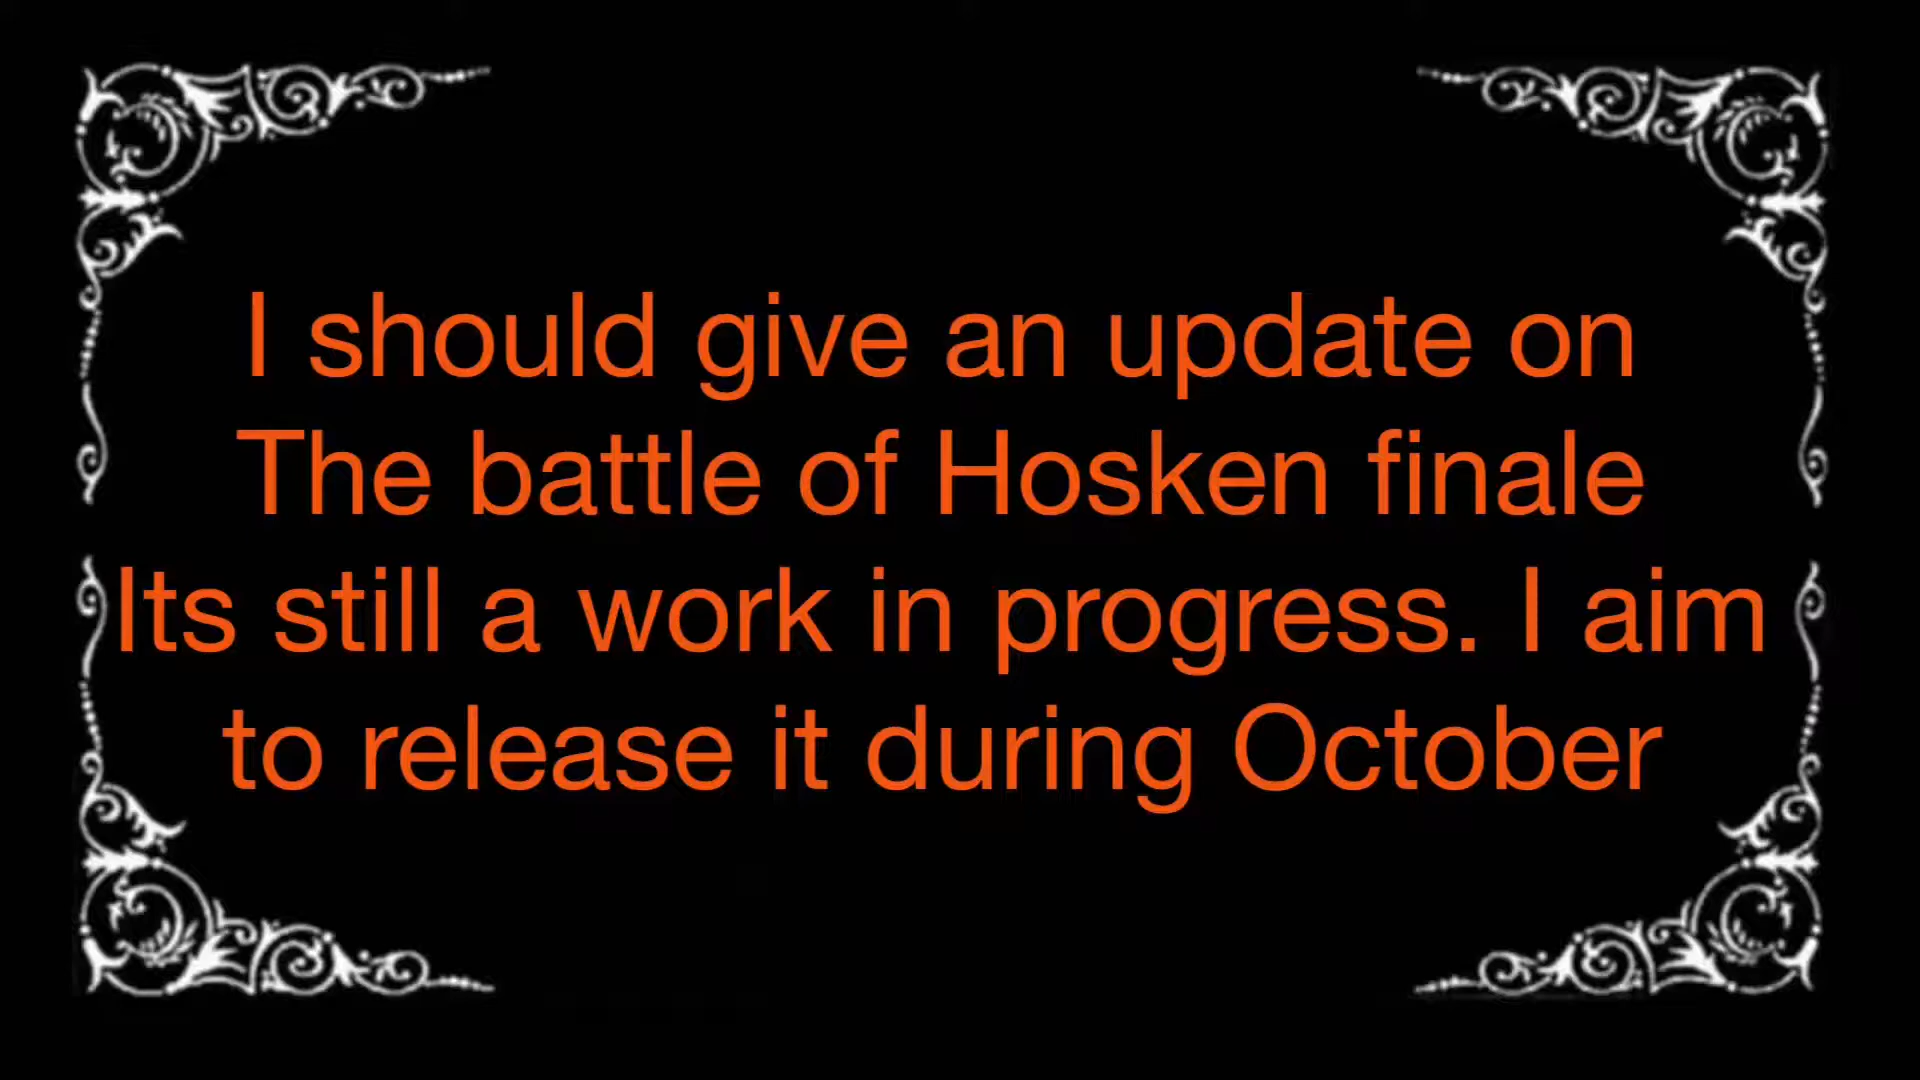 I should give an update on
The battle of Hosken finale
Its still a work in progress. I aim
to release it during October